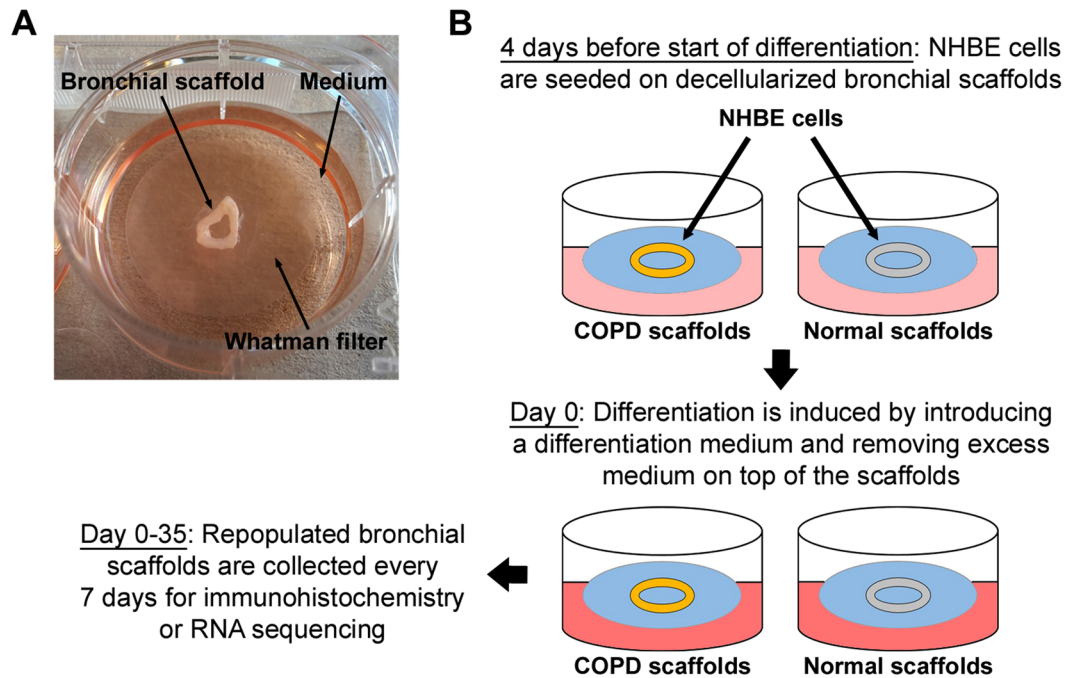 A
Bronchial scaffold
Medium
Whatman filter
B
4 days before start of differentiation: NHBE cells
are seeded on decellularized bronchial scaffolds
NHBE cells
COPD scaffolds
Normal scaffolds
Day 0: Differentiation is induced by introducing
a differentiation medium and removing excess
medium on top of the scaffolds
COPD scaffolds
Normal scaffolds
Day 0-35: Repopulated bronchial
scaffolds are collected every
7 days for immunohistochemistry
or RNA sequencing